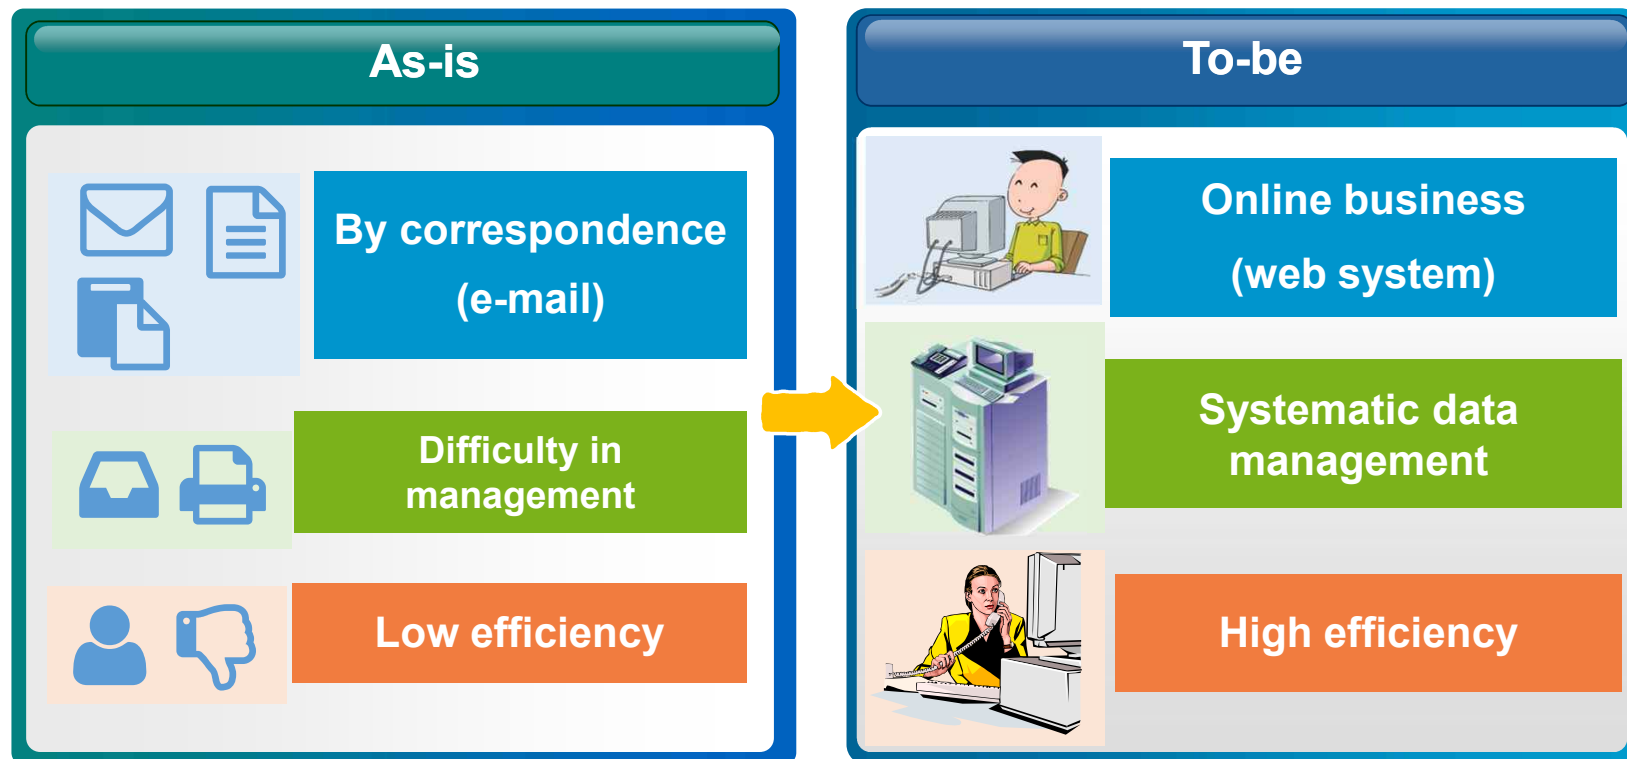 As-is
By correspondence
(e-mail)
Difficulty in
management
Low efficiency
To-be
Online business
(web system)
Systematic data
management
High efficiency